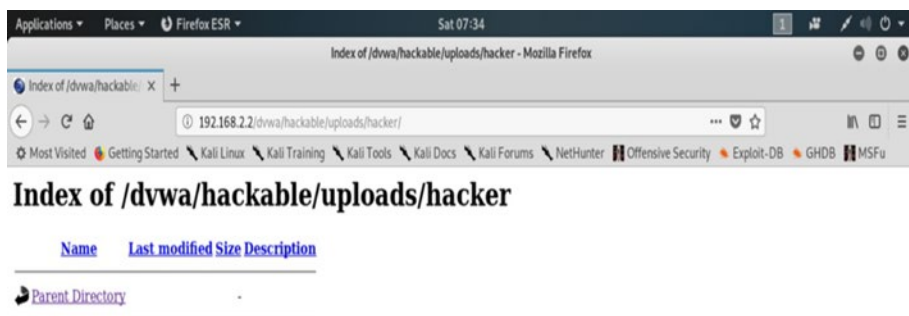 Applications Places Firefox ESR Sat 07:34 1
Index of /dvwa/hackable/uploads/hacker - Mozilla Firefox
Index of /dvwa/hackable/ X +
192.168.2.2/dvwa/hackable/uploads/hacker/
Most Visited Getting Started Kali Linux Kali Training Kali Tools Kali Docs Kali Forums NetHunter Offensive Security Exploit-DB GHDB MSFu
Index of /dvwa/hackable/uploads/hacker
Name Last modified Size Description
Parent Directory -